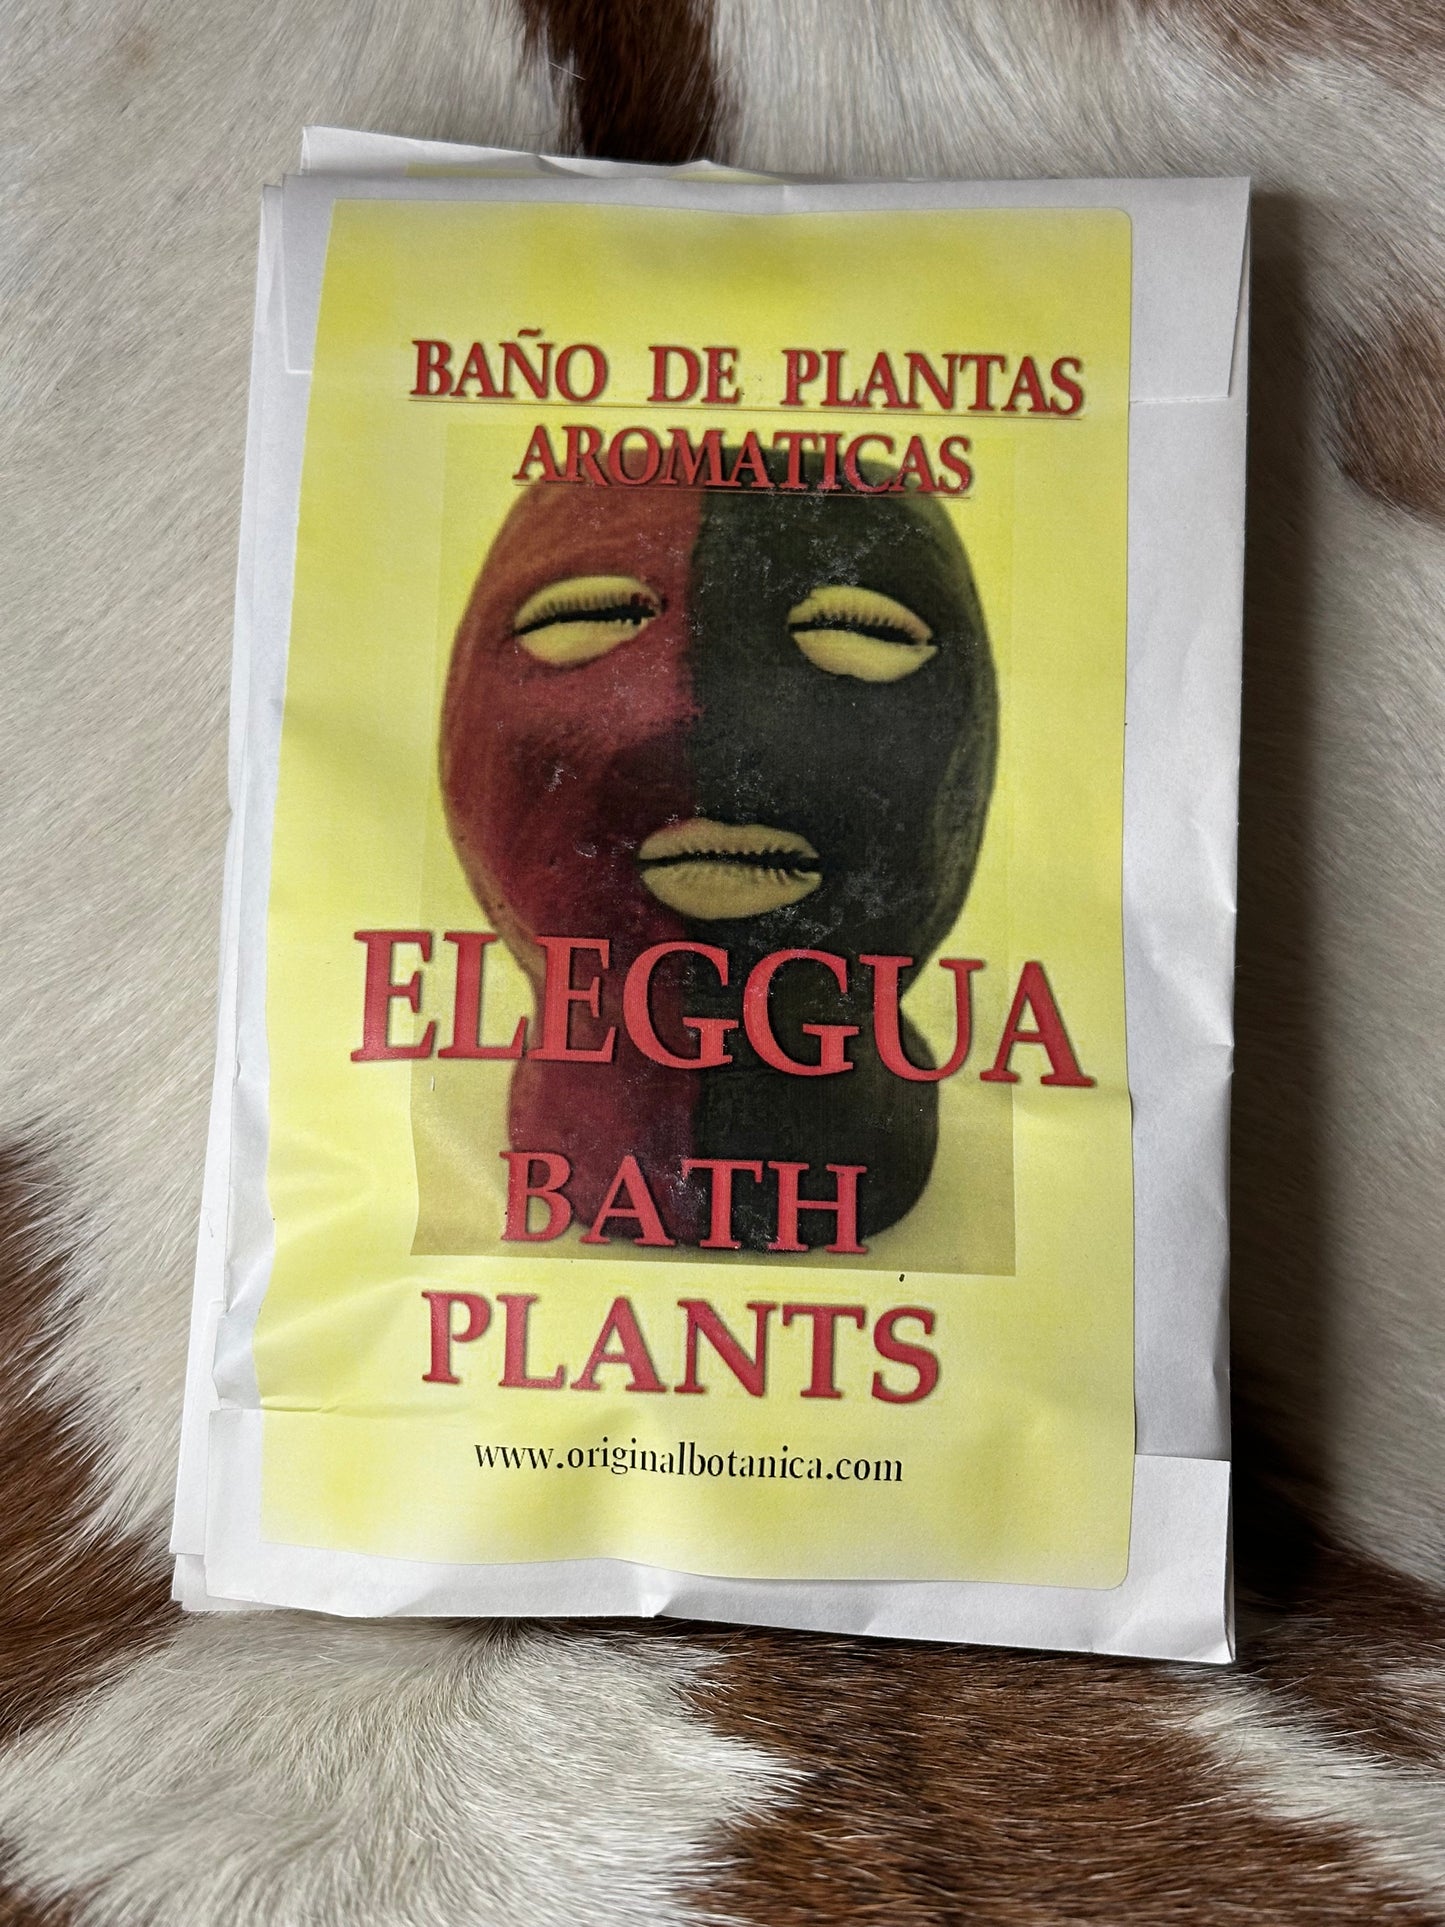 BAÑO DE PLANTAS
AROMATICAS
ELEGGUA
BATH
PLANTS
www.originalbotanica.com